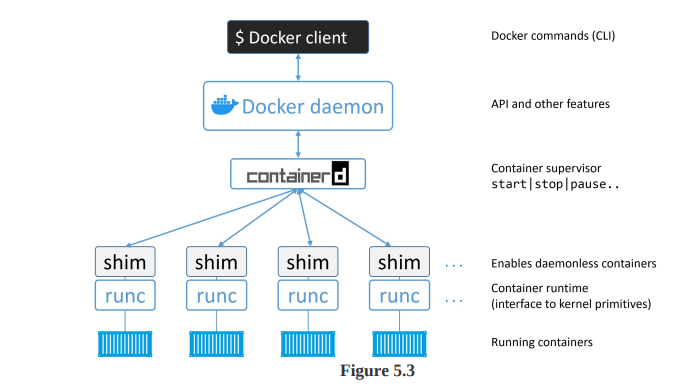 $ Docker client
Docker commands (CLI)
Docker daemon
API and other features
containerd
Container supervisor
start|stop|pause..
shim shim shim shim ...
Enables daemonless containers
runc runc runc runc ...
Container runtime
(interface to kernel primitives)
Running containers
Figure 5.3